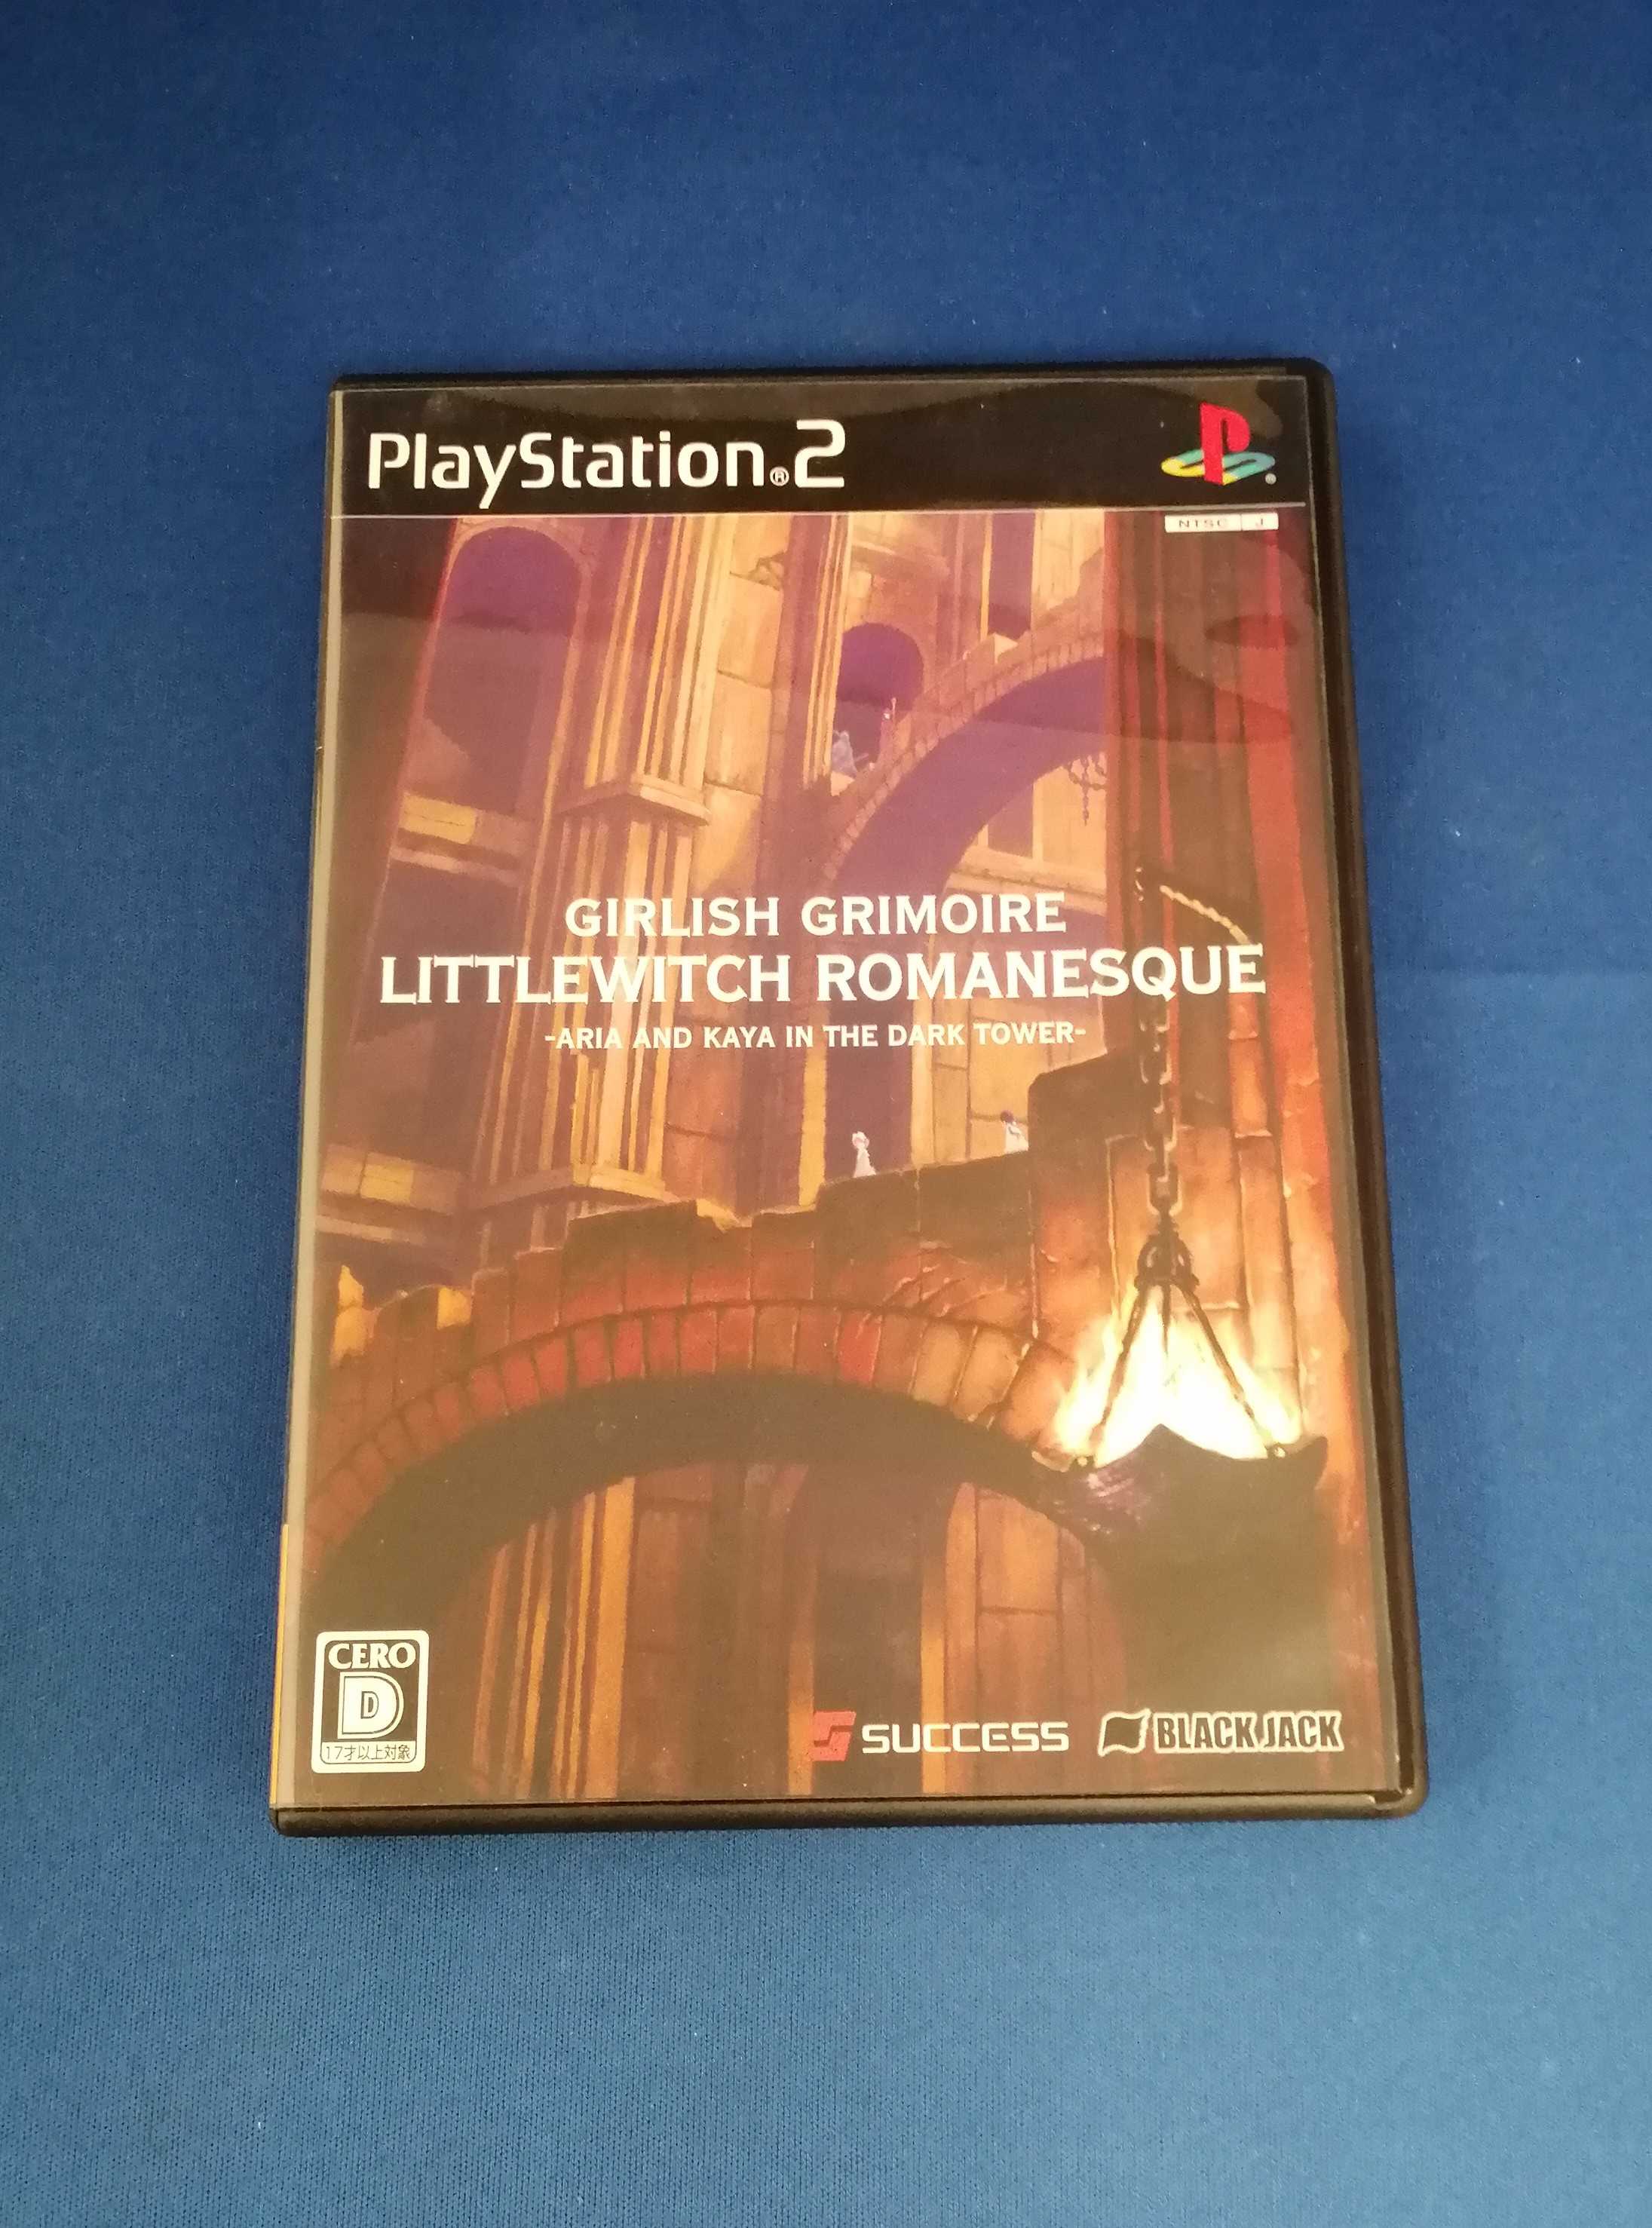 PlayStation®2
NTSC J
GIRLISH GRIMOIRE
LITTLEWITCH ROMANESQUE
-ARIA AND KAYA IN THE DARK TOWER-
CERO
D
17才以上対象
SUCCESS
BLACK JACK